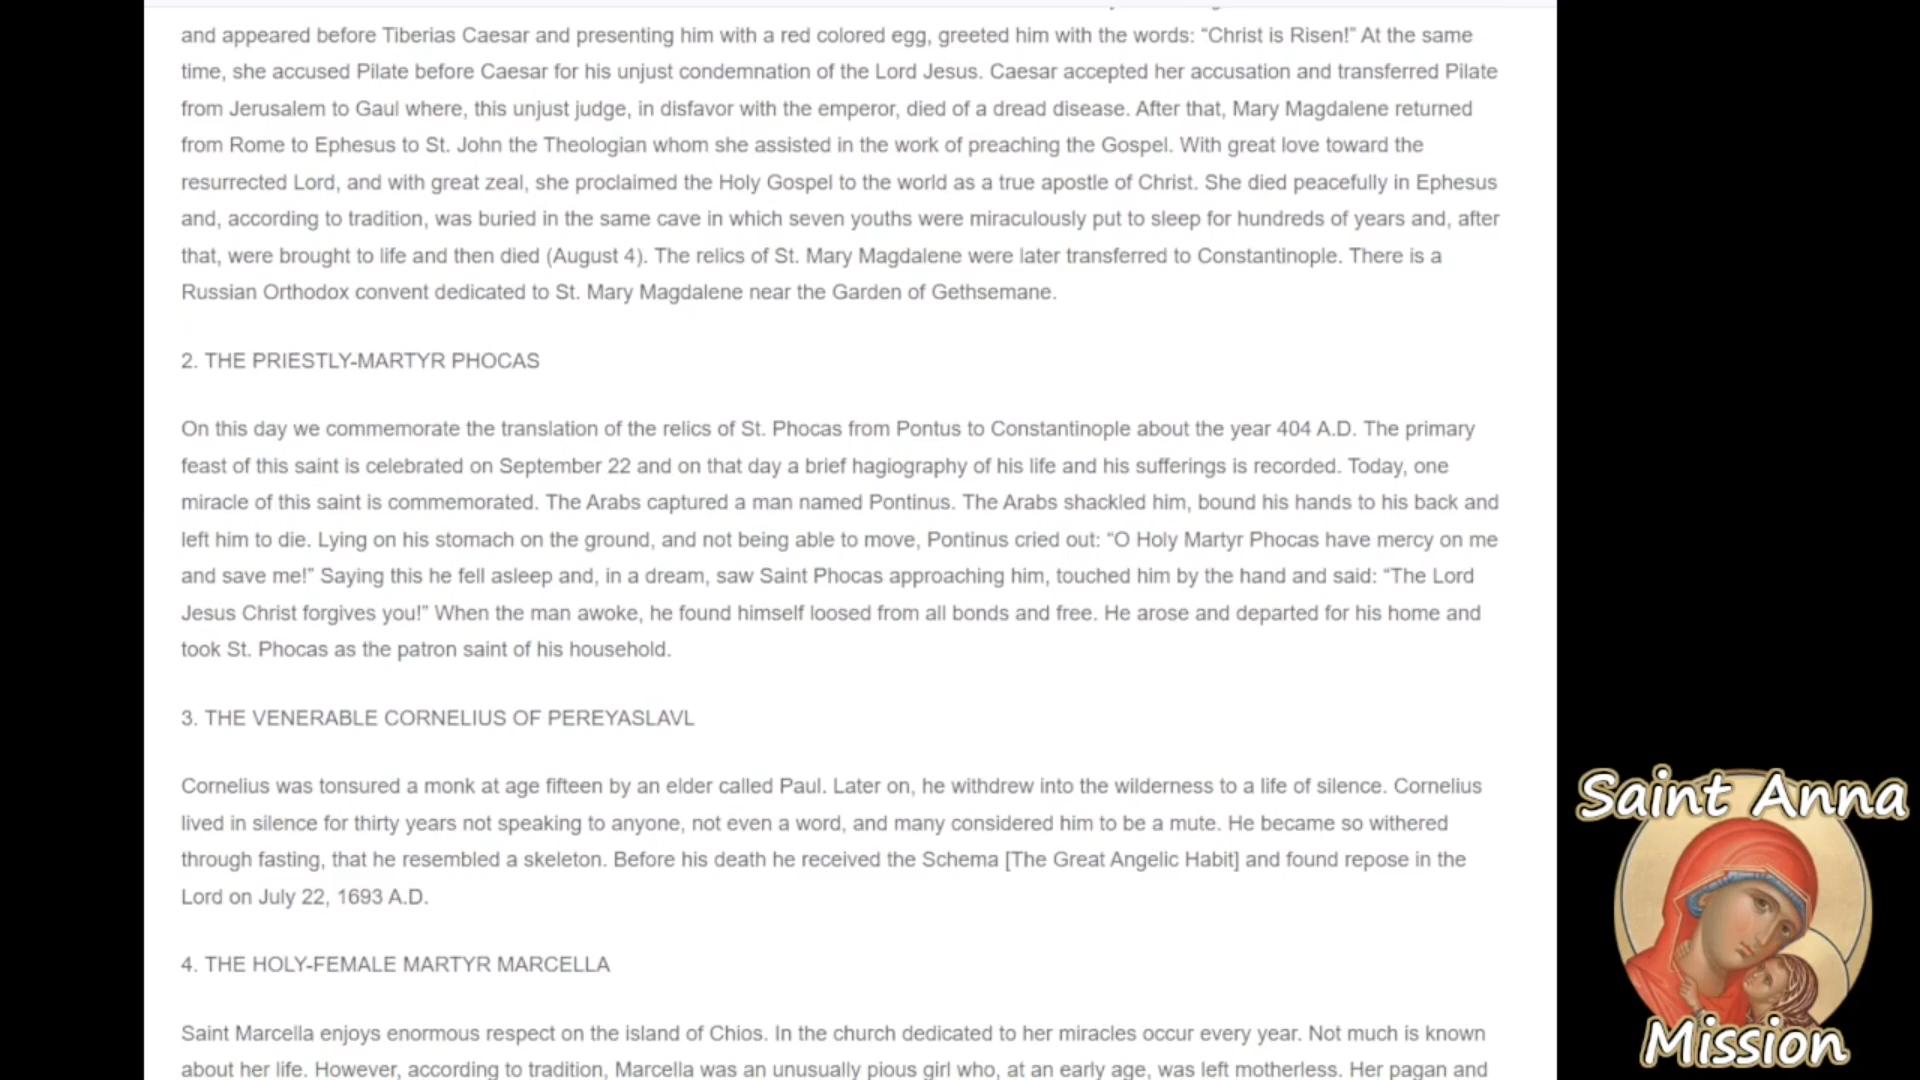 and appeared before Tiberias Caesar and presenting him with a red colored egg, greeted him with the words: “Christ is Risen!” At the same
time, she accused Pilate before Caesar for his unjust condemnation of the Lord Jesus. Caesar accepted her accusation and transferred Pilate
from Jerusalem to Gaul where, this unjust judge, in disfavor with the emperor, died of a dread disease. After that, Mary Magdalene returned
from Rome to Ephesus to St. John the Theologian whom she assisted in the work of preaching the Gospel. With great love toward the
resurrected Lord, and with great zeal, she proclaimed the Holy Gospel to the world as a true apostle of Christ. She died peacefully in Ephesus
and, according to tradition, was buried in the same cave in which seven youths were miraculously put to sleep for hundreds of years and, after
that, were brought to life and then died (August 4). The relics of St. Mary Magdalene were later transferred to Constantinople. There is a
Russian Orthodox convent dedicated to St. Mary Magdalene near the Garden of Gethsemane.
2. THE PRIESTLY-MARTYR PHOCAS
On this day we commemorate the translation of the relics of St. Phocas from Pontus to Constantinople about the year 404 A.D. The primary
feast of this saint is celebrated on September 22 and on that day a brief hagiography of his life and his sufferings is recorded. Today, one
miracle of this saint is commemorated. The Arabs captured a man named Pontinus. The Arabs shackled him, bound his hands to his back and
left him to die. Lying on his stomach on the ground, and not being able to move, Pontinus cried out: “O Holy Martyr Phocas have mercy on me
and save me!” Saying this he fell asleep and, in a dream, saw Saint Phocas approaching him, touched him by the hand and said: “The Lord
Jesus Christ forgives you!” When the man awoke, he found himself loosed from all bonds and free. He arose and departed for his home and
took St. Phocas as the patron saint of his household.
3. THE VENERABLE CORNELIUS OF PEREYASLAVL
Cornelius was tonsured a monk at age fifteen by an elder called Paul. Later on, he withdrew into the wilderness to a life of silence. Cornelius
lived in silence for thirty years not speaking to anyone, not even a word, and many considered him to be a mute. He became so withered
through fasting, that he resembled a skeleton. Before his death he received the Schema [The Great Angelic Habit] and found repose in the
Lord on July 22, 1693 A.D.
4. THE HOLY-FEMALE MARTYR MARCELLA
Saint Marcella enjoys enormous respect on the island of Chios. In the church dedicated to her miracles occur every year. Not much is known
about her life. However, according to tradition, Marcella was an unusually pious girl who, at an early age, was left motherless. Her pagan and
Saint Anna
Mission